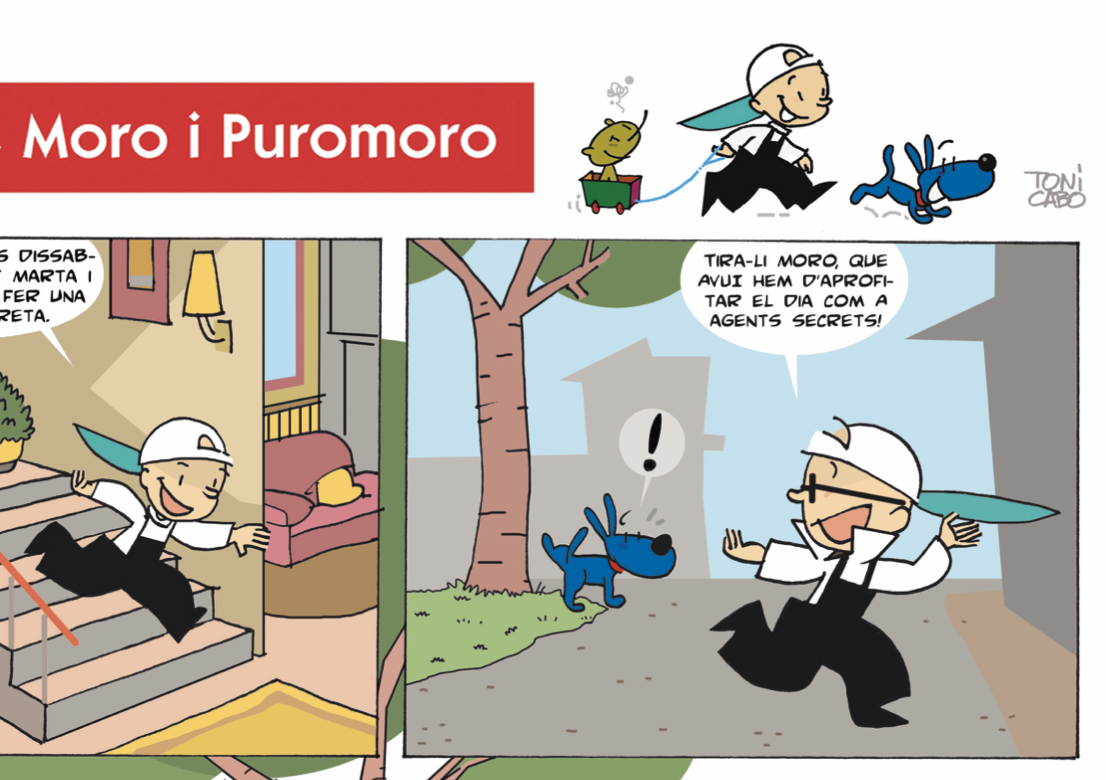 Moro i Puromoro
TONI
CABO
DISSAB-
MARTA I
FER UNA
TIRA-LI MORO, QUE
AVUI HEM D'APROFI-
TAR EL DIA COM A
AGENTS SECRETS!
!